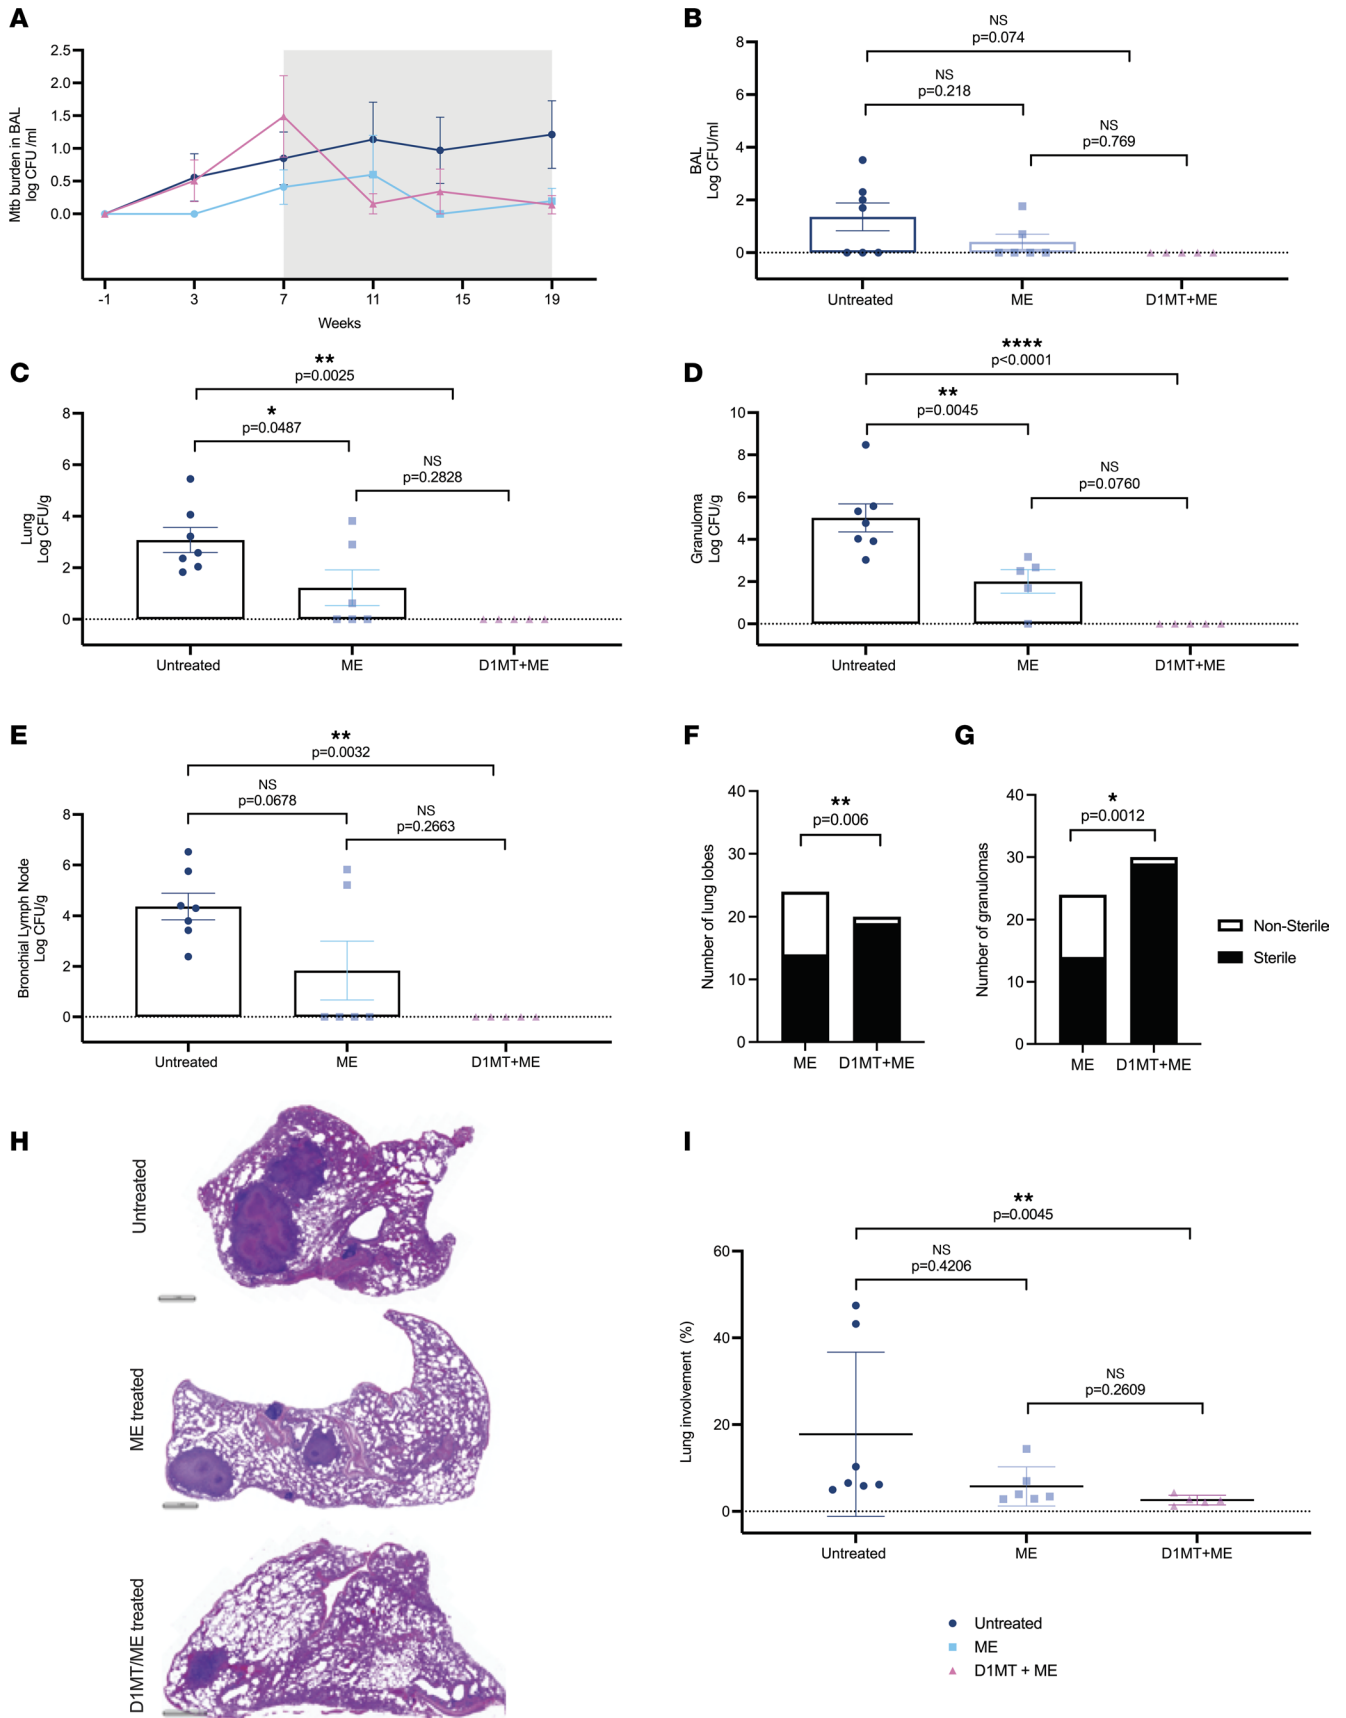 A
Mtb burden in BAL
log CFU /ml
2.5
2.0
1.5
1.0
0.5
0.0
-1
3
7
11
15
19
Weeks
B
NS
p=0.074
NS
p=0.218
NS
p=0.769
BAL
Log CFU/ml
8
6
4
2
0
Untreated
ME
D1MT+ME
C
**
p=0.0025
*
p=0.0487
NS
p=0.2828
Lung
Log CFU/g
8
6
4
2
0
Untreated
ME
D1MT+ME
D
****
p<0.0001
**
p=0.0045
NS
p=0.0760
Granuloma
Log CFU/g
10
8
6
4
2
0
Untreated
ME
D1MT+ME
E
**
p=0.0032
NS
p=0.0678
NS
p=0.2663
Bronchial Lymph Node
Log CFU/g
8
6
4
2
0
Untreated
ME
D1MT+ME
F
**
p=0.006
Number of lung lobes
40
30
20
10
0
ME
D1MT+ME
G
*
p=0.0012
Number of granulomas
40
30
20
10
0
ME
D1MT+ME
Non-Sterile
Sterile
H
Untreated
ME treated
D1MT/ME treated
I
**
p=0.0045
NS
p=0.4206
NS
p=0.2609
Lung involvement (%)
60
40
20
0
Untreated
ME
D1MT+ME
Untreated
ME
D1MT + ME